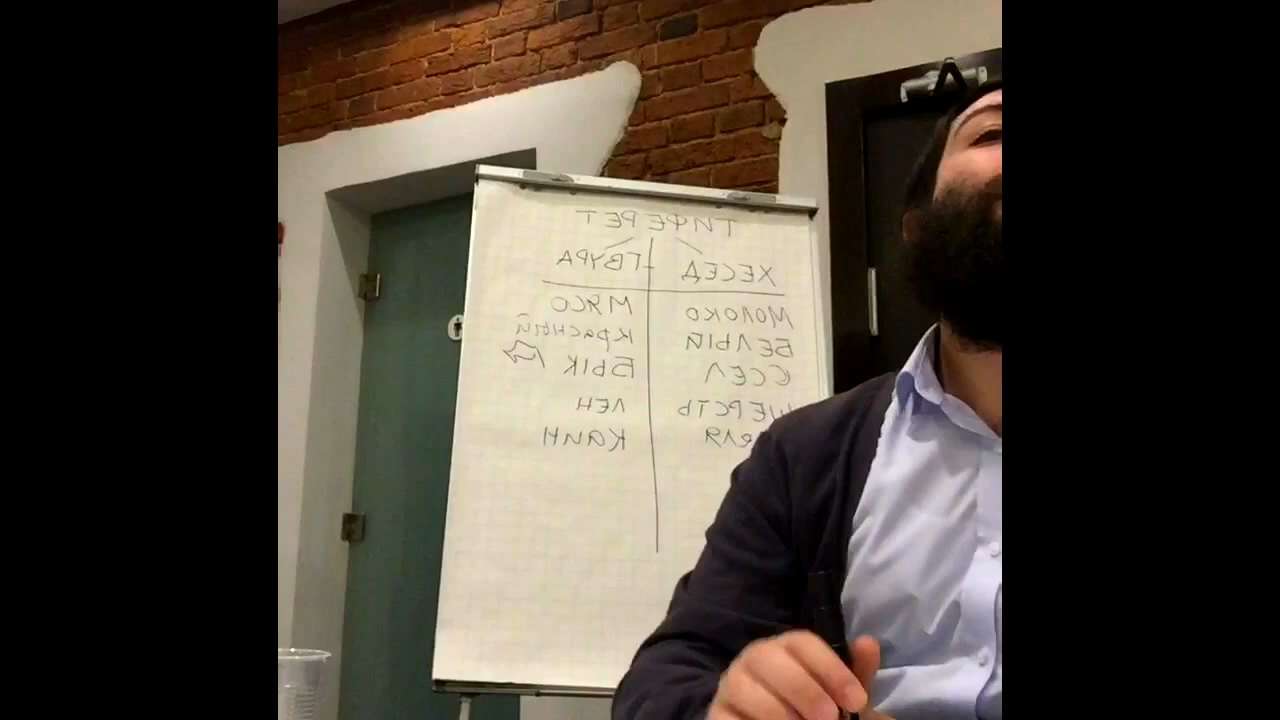 ТИФЕРЕТ
ХЕСЕД ГВУРА
МОЛОКО МЯСО
БЕЛЫЙ КРАСНЫЙ
ОСЕЛ БЫК
ШЕРСТЬ ЛЕН
КАИН